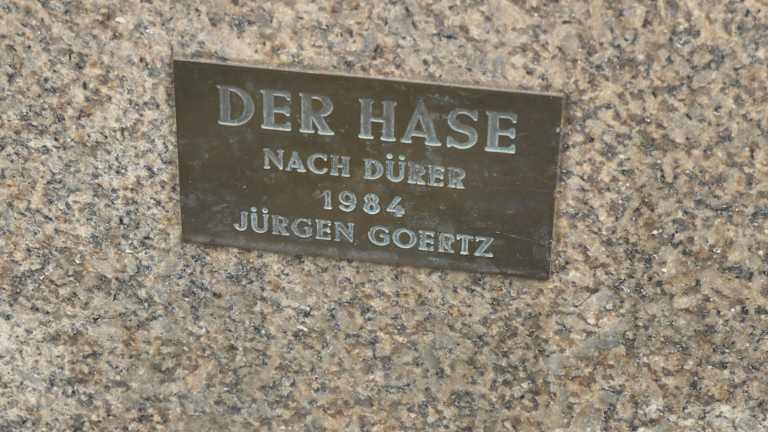 DER HASE
NACH DÜRER
1984
JÜRGEN GOERTZ